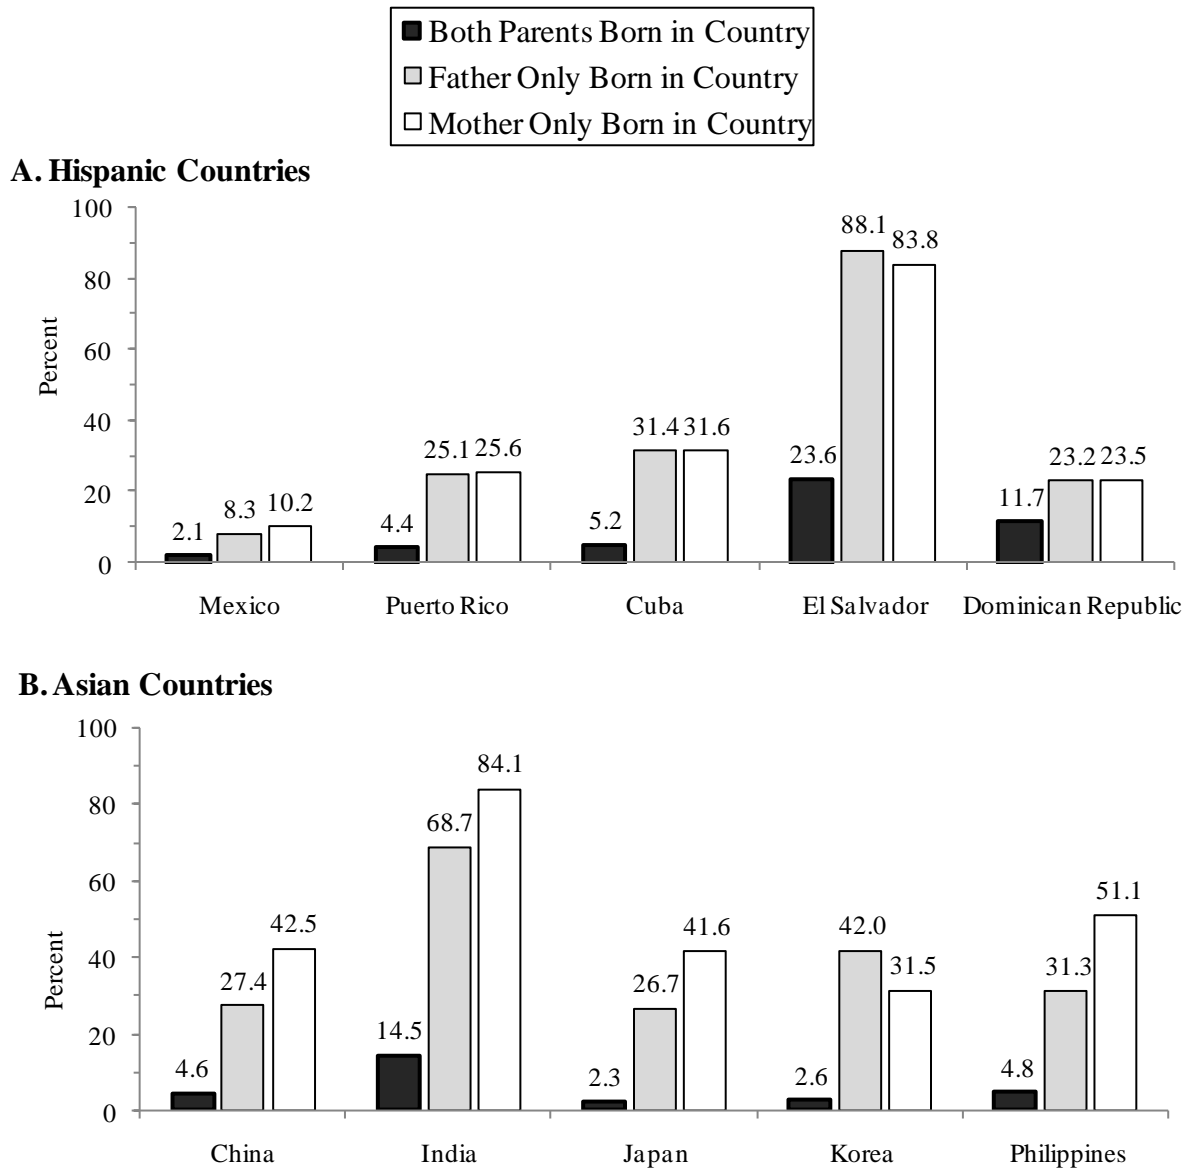 Both Parents Born in Country
Father Only Born in Country
Mother Only Born in Country
A. Hispanic Countries
100
80
60
40
20
0
Percent
2.1
8.3
10.2
4.4
25.1
25.6
5.2
31.4
31.6
23.6
88.1
83.8
11.7
23.2
23.5
Mexico
Puerto Rico
Cuba
El Salvador
Dominican Republic
B. Asian Countries
100
80
60
40
20
0
Percent
4.6
27.4
42.5
14.5
68.7
84.1
2.3
26.7
41.6
2.6
42.0
31.5
4.8
31.3
51.1
China
India
Japan
Korea
Philippines